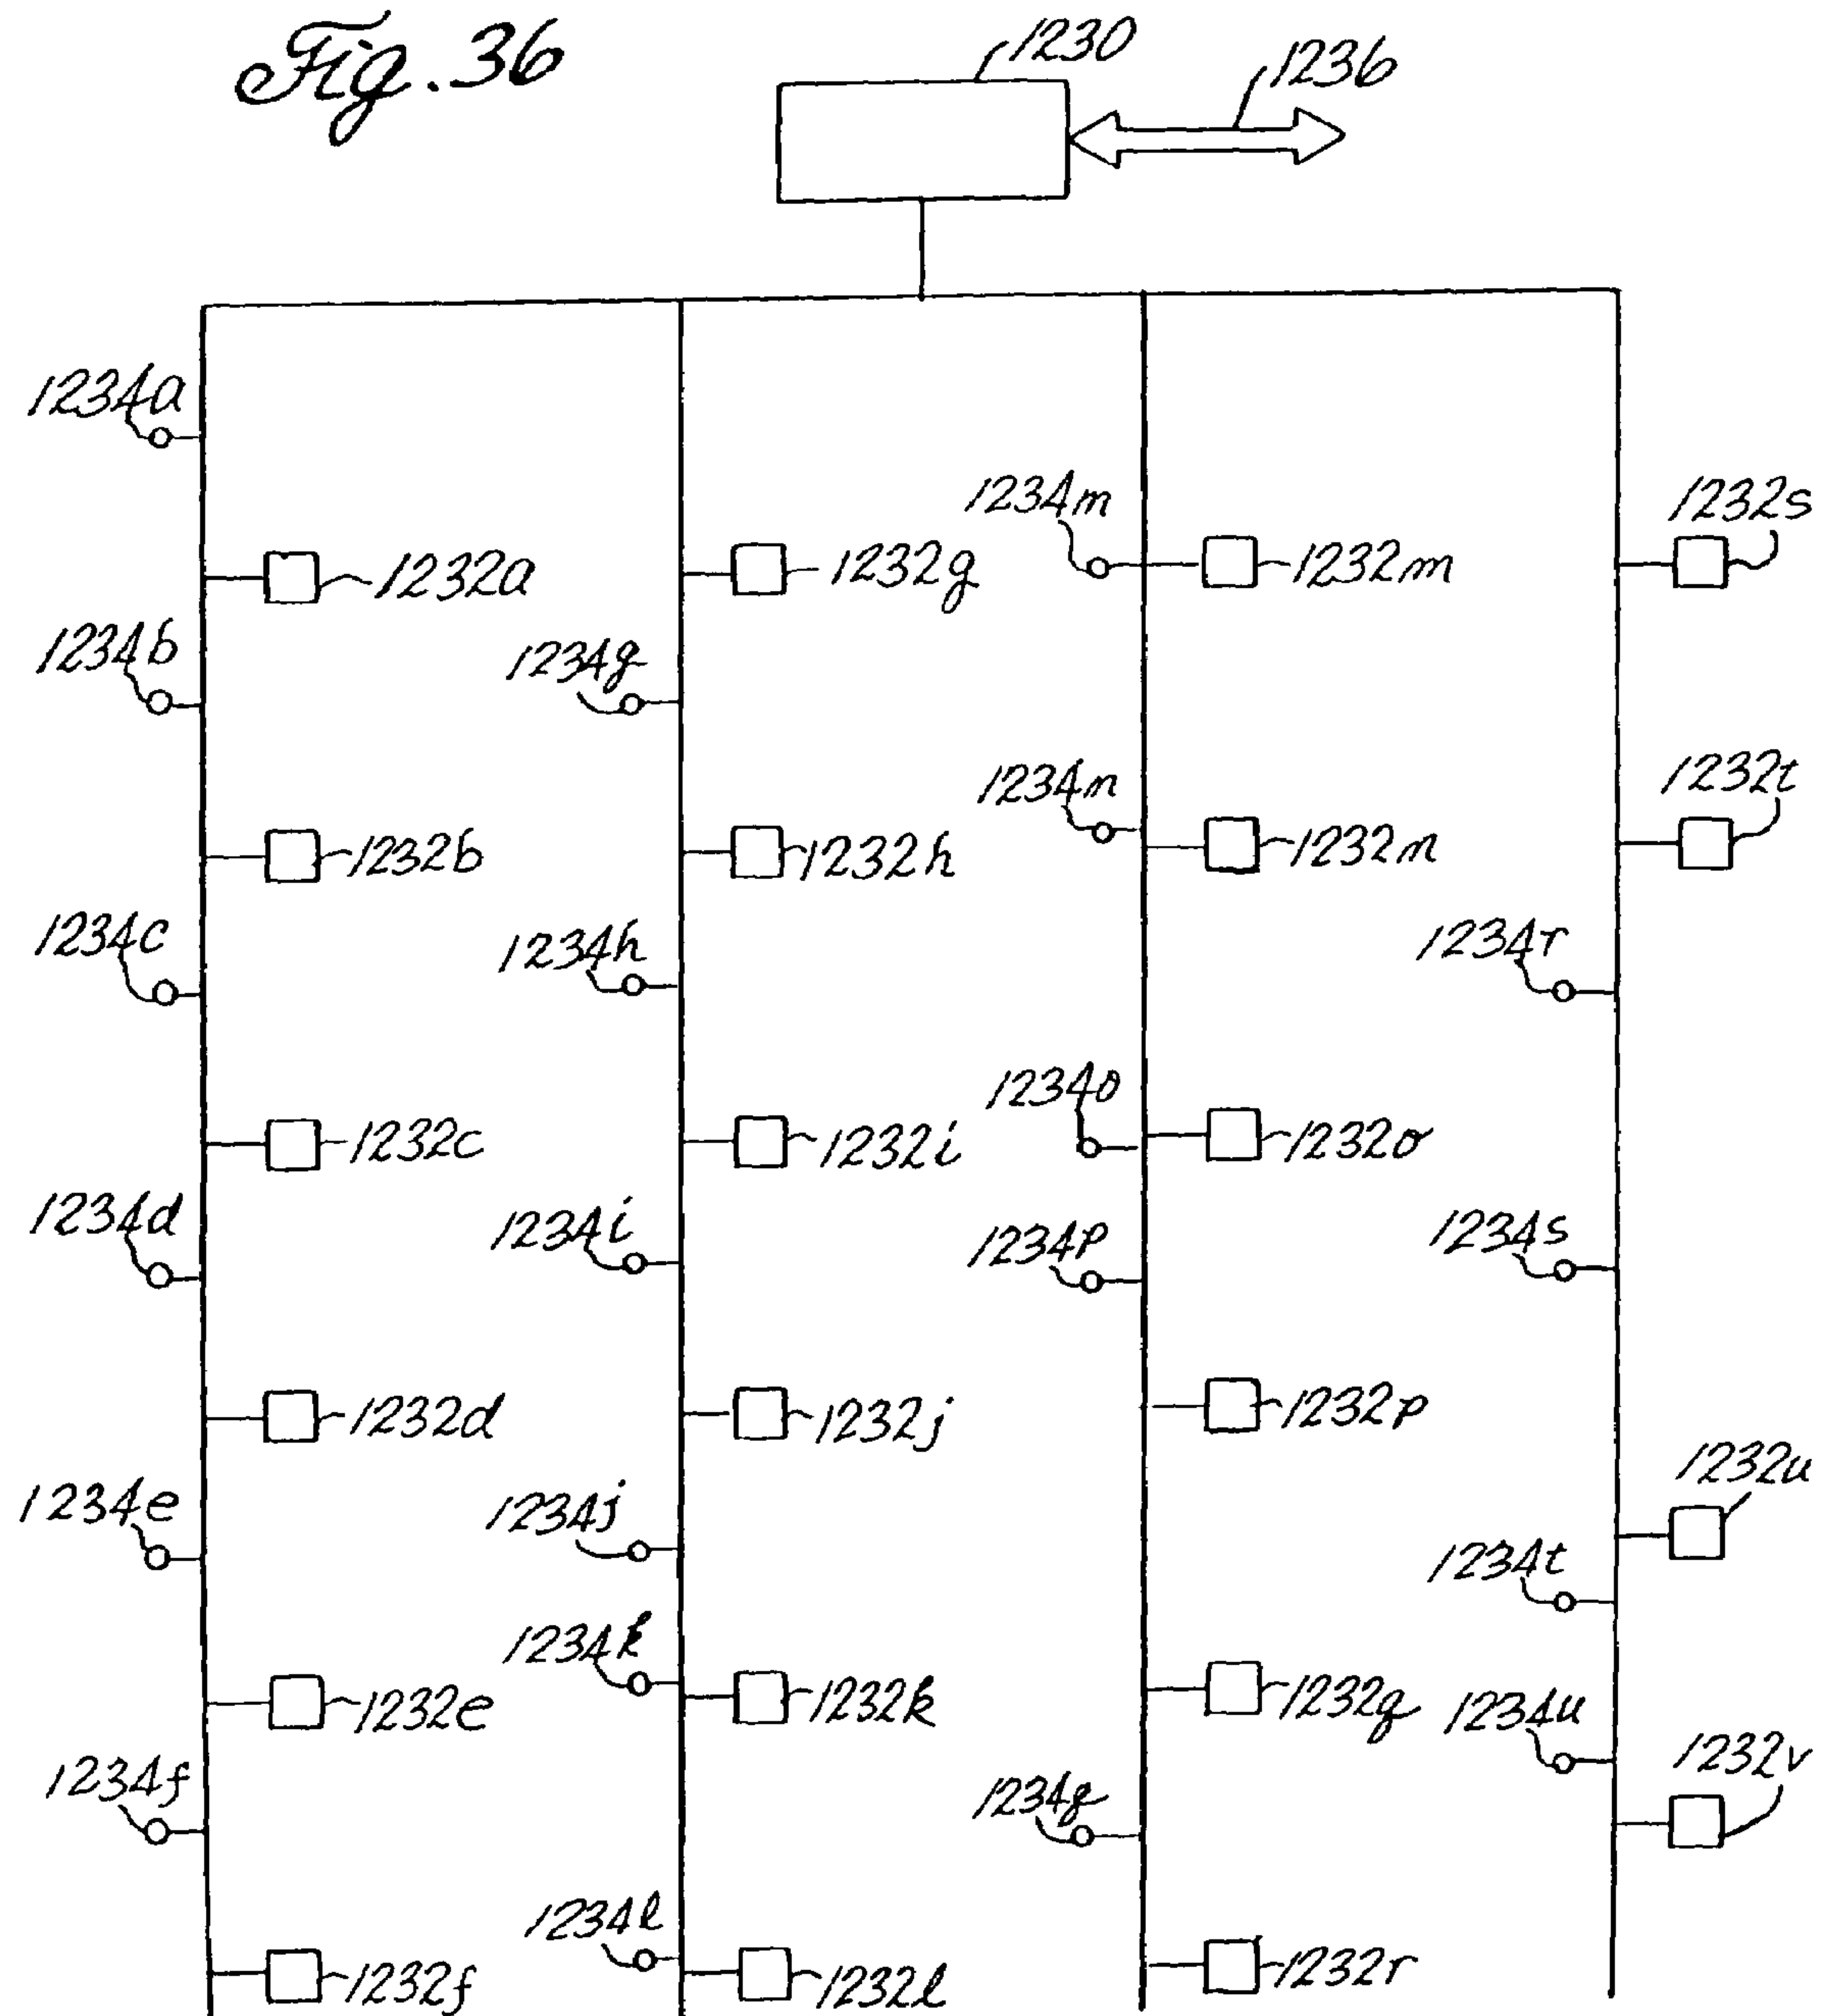 Fig. 36
1230
1236
1234a
1232a
1234b
1232b
1234c
1232c
1234d
1232d
1234e
1232e
1234f
1232f
1232g
1234g
1232h
1234h
1232i
1234i
1232j
1234j
1234k
1232k
1234l
1232l
1234m
1232m
1234n
1232n
1234o
1232o
1234p
1232p
1232q
1234q
1232r
1232s
1232t
1234r
1234s
1232u
1234t
1234u
1232v